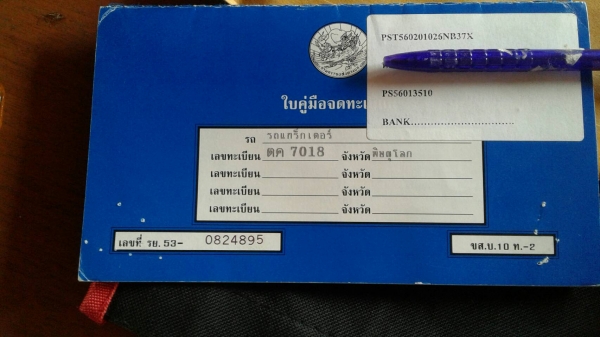 PST560201026NB37X
PS56013510
BANK..............................
ใบคู่มือจดทะเ
รถ รถแทร็กเตอร์
เลขทะเบียน ตค 7018 จังหวัด พิษณุโลก
เลขทะเบียน จังหวัด
เลขทะเบียน จังหวัด
เลขทะเบียน จังหวัด
เลขที่ รย. 53- 0824895
ขส.บ.10 ท.-2